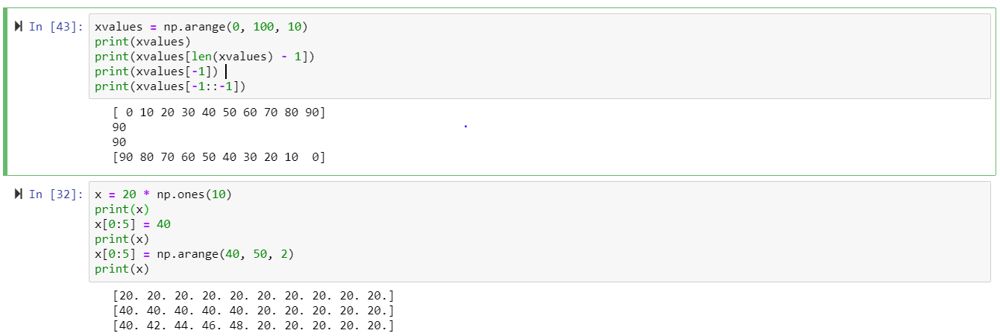 In [43]: xvalues = np.arange(0, 100, 10)
print(xvalues)
print(xvalues[len(xvalues) - 1])
print(xvalues[-1])
print(xvalues[-1::-1])
[ 0 10 20 30 40 50 60 70 80 90]
90
90
[90 80 70 60 50 40 30 20 10  0]
In [32]: x = 20 * np.ones(10)
print(x)
x[0:5] = 40
print(x)
x[0:5] = np.arange(40, 50, 2)
print(x)
[20. 20. 20. 20. 20. 20. 20. 20. 20. 20.]
[40. 40. 40. 40. 40. 20. 20. 20. 20. 20.]
[40. 42. 44. 46. 48. 20. 20. 20. 20. 20.]